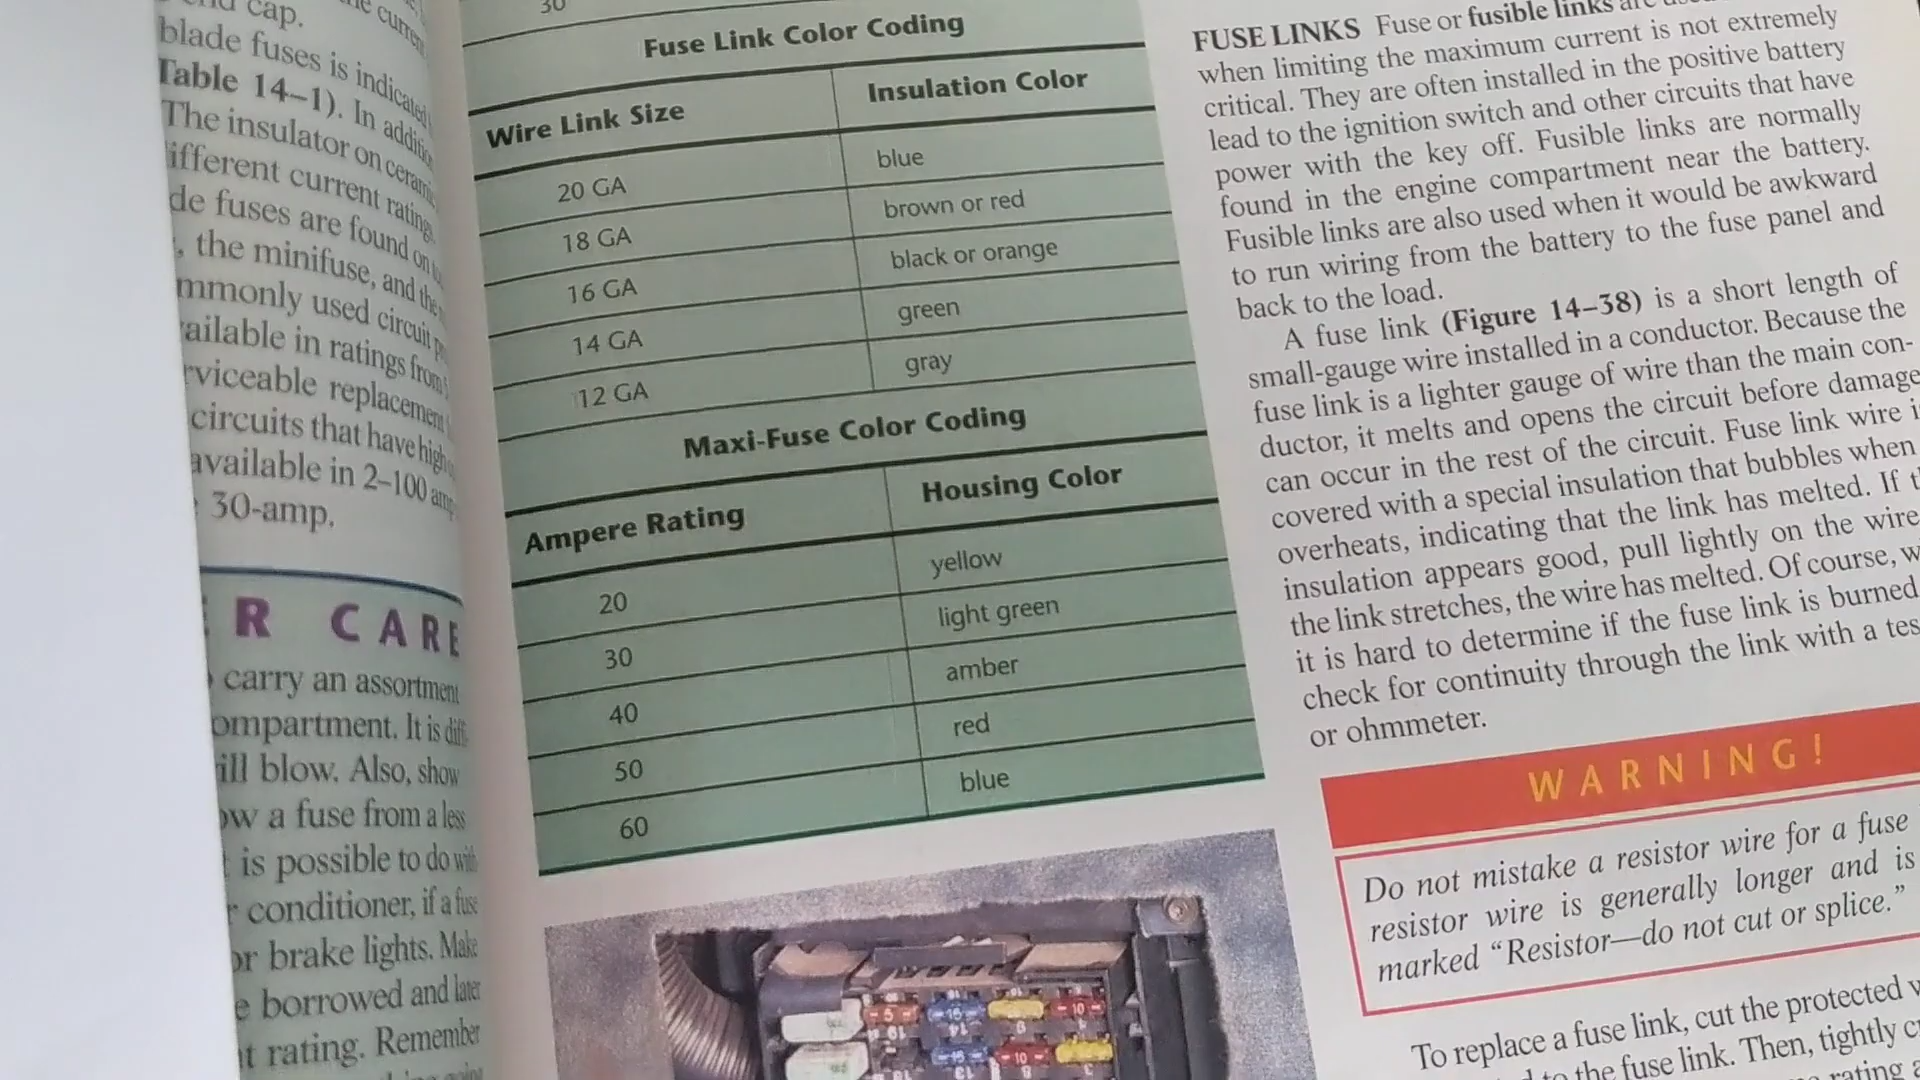 cap.
blade fuses is indicated
Table 14–1). In
The insulator on
different current
de fuses are found on
, the minifuse, and the
mmonly used circuit
ailable in ratings from
rviceable replacement
circuits that have
available in 2–100
30-amp.
R CARE
carry an assortment
ompartment. It is
ill blow. Also, show
ow a fuse from a less
is possible to do
conditioner, if a fuse
or brake lights. Make
e borrowed and later
t rating. Remember
30
Fuse Link Color Coding
Wire Link Size Insulation Color
20 GA blue
18 GA brown or red
16 GA black or orange
14 GA green
12 GA gray
Maxi-Fuse Color Coding
Ampere Rating Housing Color
20 yellow
30 light green
40 amber
50 red
60 blue
5 15 10
15 10
FUSE LINKS Fuse or fusible links are
when limiting the maximum current is not extremely
critical. They are often installed in the positive battery
lead to the ignition switch and other circuits that have
power with the key off. Fusible links are normally
found in the engine compartment near the battery.
Fusible links are also used when it would be awkward
to run wiring from the battery to the fuse panel and
back to the load.
A fuse link (Figure 14–38) is a short length of
small-gauge wire installed in a conductor. Because the
fuse link is a lighter gauge of wire than the main con-
ductor, it melts and opens the circuit before damage
can occur in the rest of the circuit. Fuse link wire
covered with a special insulation that bubbles when
overheats, indicating that the link has melted. If
insulation appears good, pull lightly on the wire
the link stretches, the wire has melted. Of course,
it is hard to determine if the fuse link is burned
check for continuity through the link with a
or ohmmeter.
WARNING!
Do not mistake a resistor wire for a fuse
resistor wire is generally longer and is
marked “Resistor—do not cut or splice.”
To replace a fuse link, cut the protected
to the fuse link. Then, tightly
rating